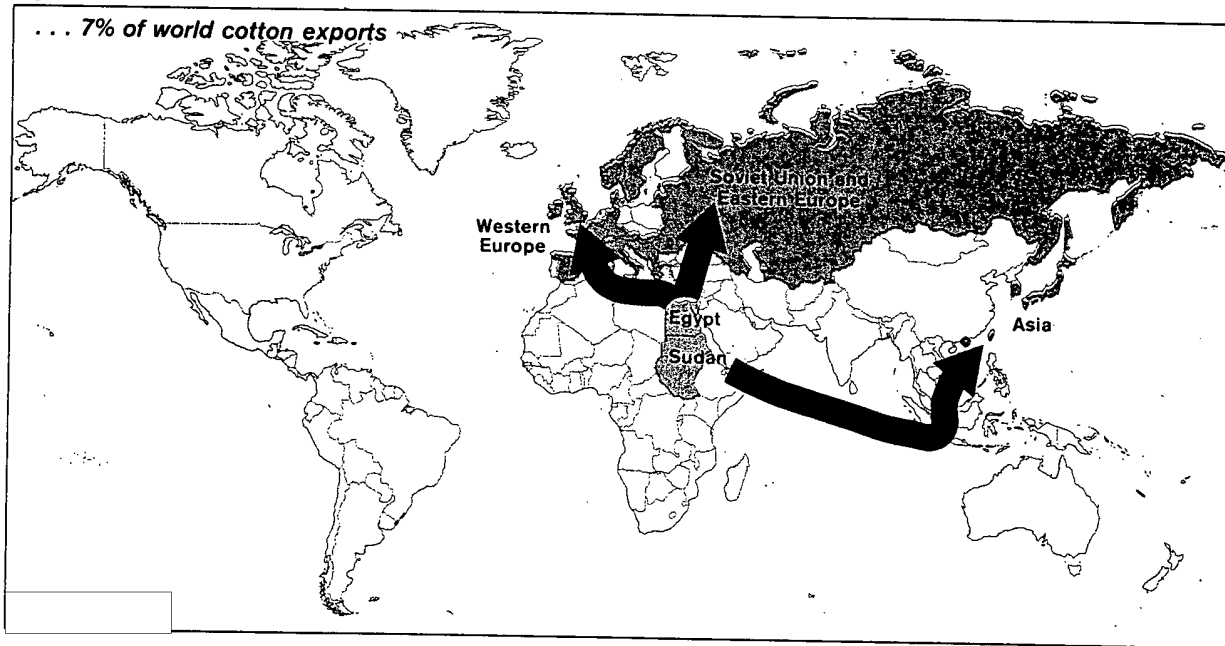 ... 7% of world cotton exports
Soviet Union and
Eastern Europe
Western
Europe
Egypt
Asia
Sudan